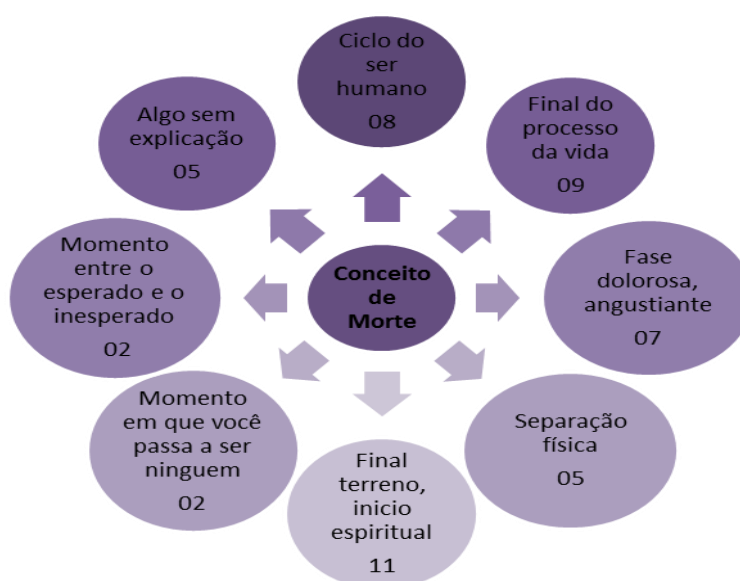 Ciclo do
ser
humano
08
Final do
processo
da vida
09
Fase
dolorosa,
angustiante
07
Separação
física
05
Final
terreno,
inicio
espiritual
11
Momento
em que você
passa a ser
ninguem
02
Momento
entre o
esperado e o
inesperado
02
Algo sem
explicação
05
Conceito
de
Morte